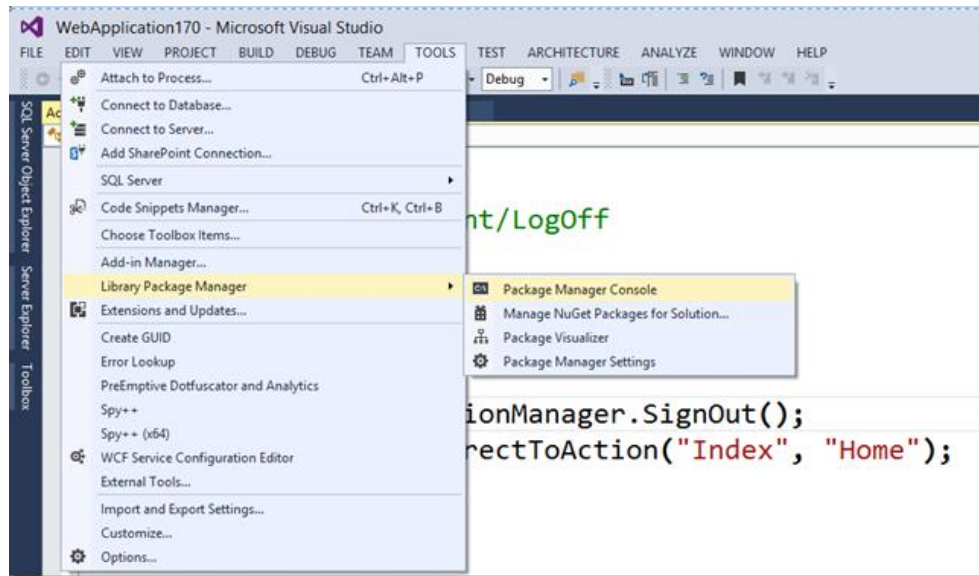 WebApplication170 - Microsoft Visual Studio
FILE EDIT VIEW PROJECT BUILD DEBUG TEAM TOOLS TEST ARCHITECTURE ANALYZE WINDOW HELP
Attach to Process... Ctrl+Alt+P
Debug
Connect to Database...
Connect to Server...
Add SharePoint Connection...
SQL Server
Code Snippets Manager... Ctrl+K, Ctrl+B
Choose Toolbox Items...
Add-in Manager...
Library Package Manager
Extensions and Updates...
Create GUID
Error Lookup
PreEmptive Dotfuscator and Analytics
Spy++
Spy++ (x64)
WCF Service Configuration Editor
External Tools...
Import and Export Settings...
Customize...
Options...
Package Manager Console
Manage NuGet Packages for Solution...
Package Visualizer
Package Manager Settings
nt/LogOff
ionManager.SignOut();
rectToAction("Index", "Home");
SQL Server Object Explorer
Server Explorer
Toolbox
Ac